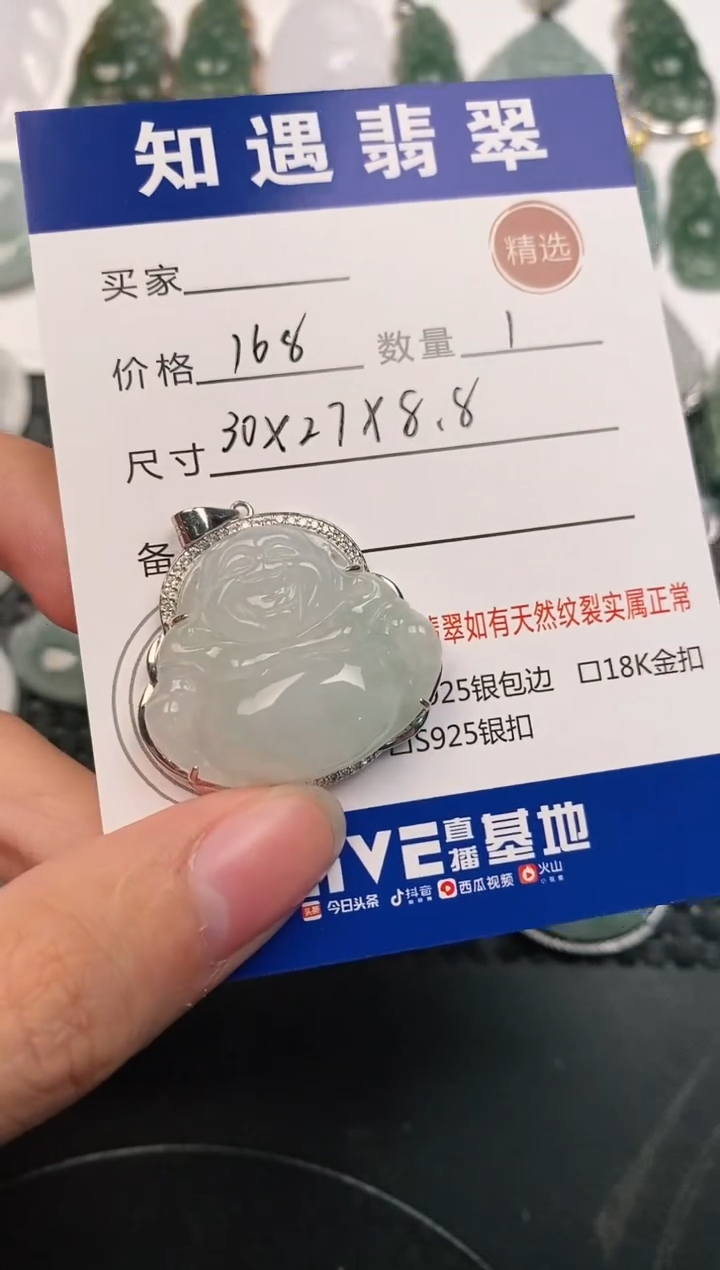 知遇翡翠
精选
买家
价格 168 数量 1
尺寸 30X27X8.8
备
翡翠如有天然纹裂实属正常
925银包边 口18K金扣
口S925银扣
直播基地
今日头条 抖音 西瓜视频 火山